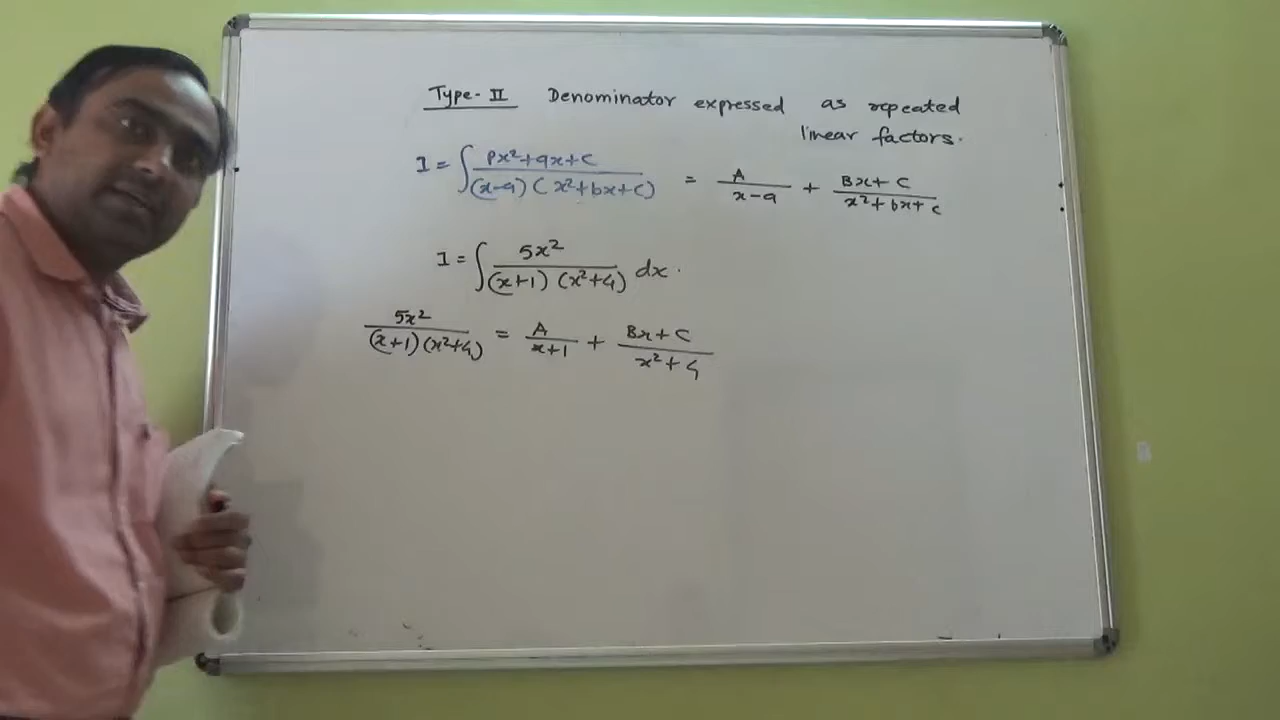 Type-II Denominator expressed as repeated
linear factors.
I = ∫ px²+qx+c / (x-a)(x²+bx+c) = A / x-a + Bx+C / x²+bx+c
I = ∫ 5x² / (x+1)(x²+4) dx.
5x² / (x+1)(x²+4) = A / x+1 + Bx+C / x²+4